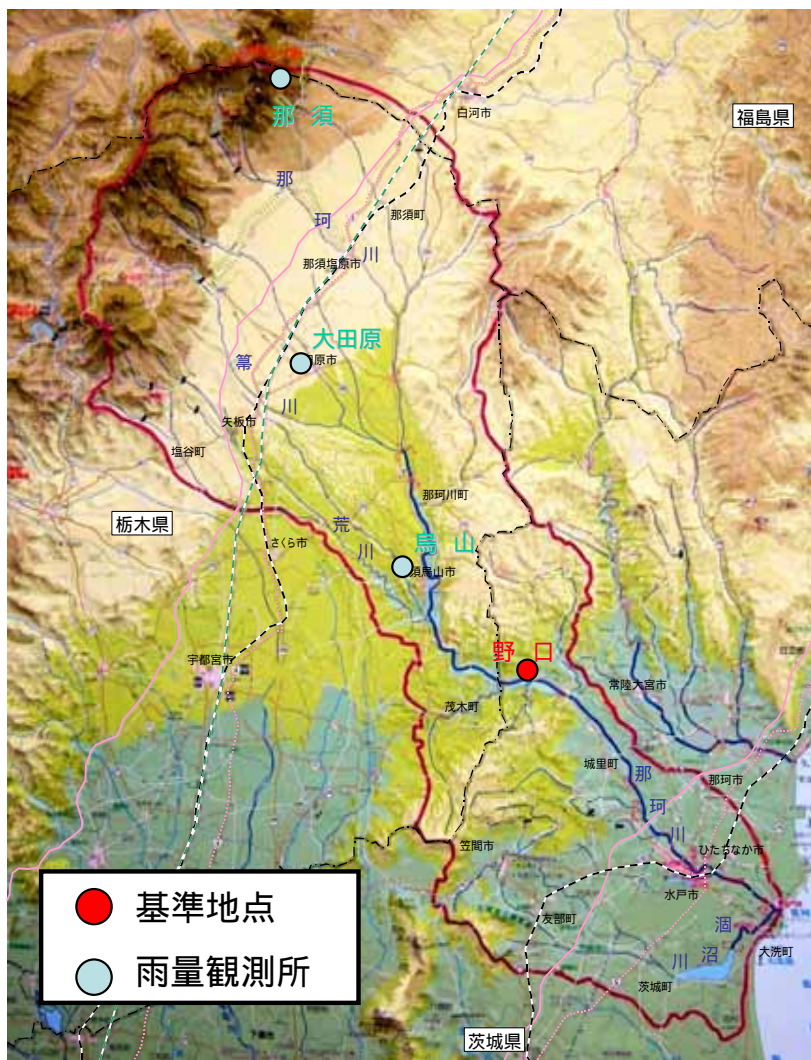 那須
白河市
福島県
那珂川
那須町
那須塩原市
大田原
原市
箒川
矢板市
塩谷町
那珂川町
栃木県
荒川
さくら市
烏山
須烏山市
宇都宮市
野口
常陸大宮市
茂木町
城里町
那珂川
那珂市
笠間市
ひたちなか市
水戸市
友部町
涸沼川
大洗町
茨城町
茨城県
基準地点
雨量観測所